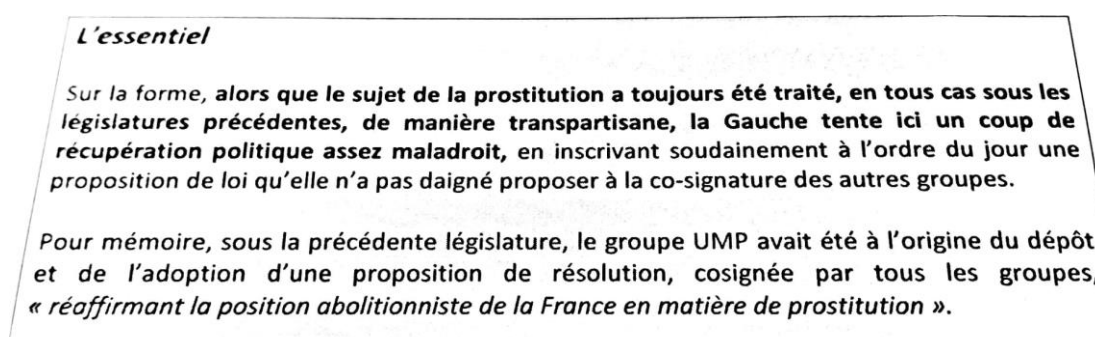 L'essentiel
Sur la forme, alors que le sujet de la prostitution a toujours été traité, en tous cas sous les
législatures précédentes, de manière transpartisane, la Gauche tente ici un coup de
récupération politique assez maladroit, en inscrivant soudainement à l'ordre du jour une
proposition de loi qu'elle n'a pas daigné proposer à la co-signature des autres groupes.
Pour mémoire, sous la précédente législature, le groupe UMP avait été à l'origine du dépôt
et de l'adoption d'une proposition de résolution, cosignée par tous les groupes,
« réaffirmant la position abolitionniste de la France en matière de prostitution ».